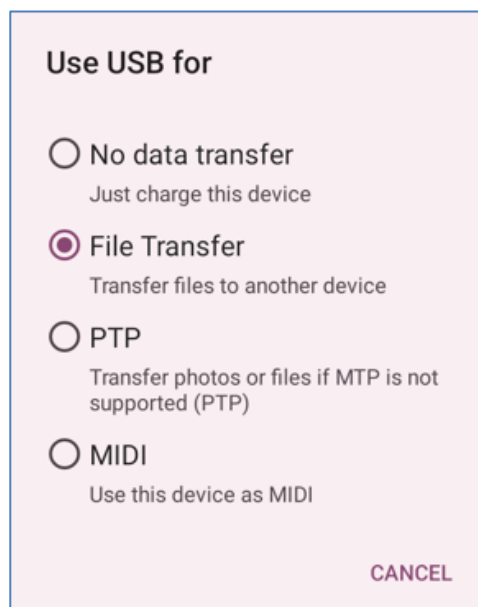 Use USB for
No data transfer
Just charge this device
File Transfer
Transfer files to another device
PTP
Transfer photos or files if MTP is not
supported (PTP)
MIDI
Use this device as MIDI
CANCEL